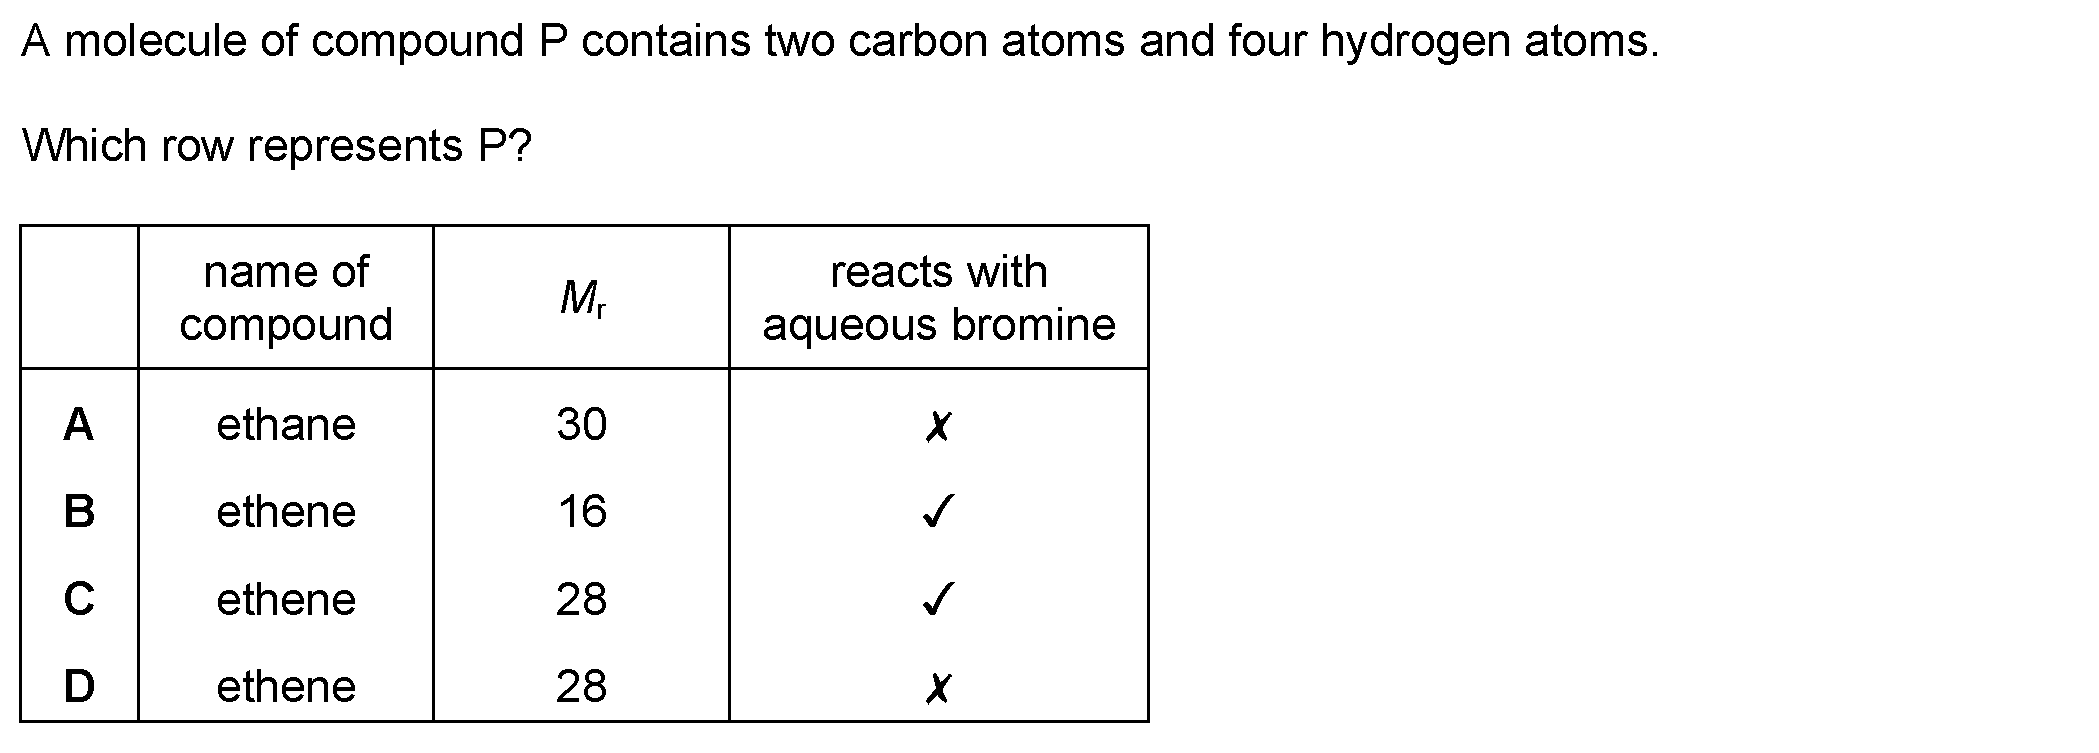 A molecule of compound P contains two carbon atoms and four hydrogen atoms.
Which row represents P?
name of compound Mr reacts with aqueous bromine
A ethane 30 ✗
B ethene 16 ✓
C ethene 28 ✓
D ethene 28 ✗